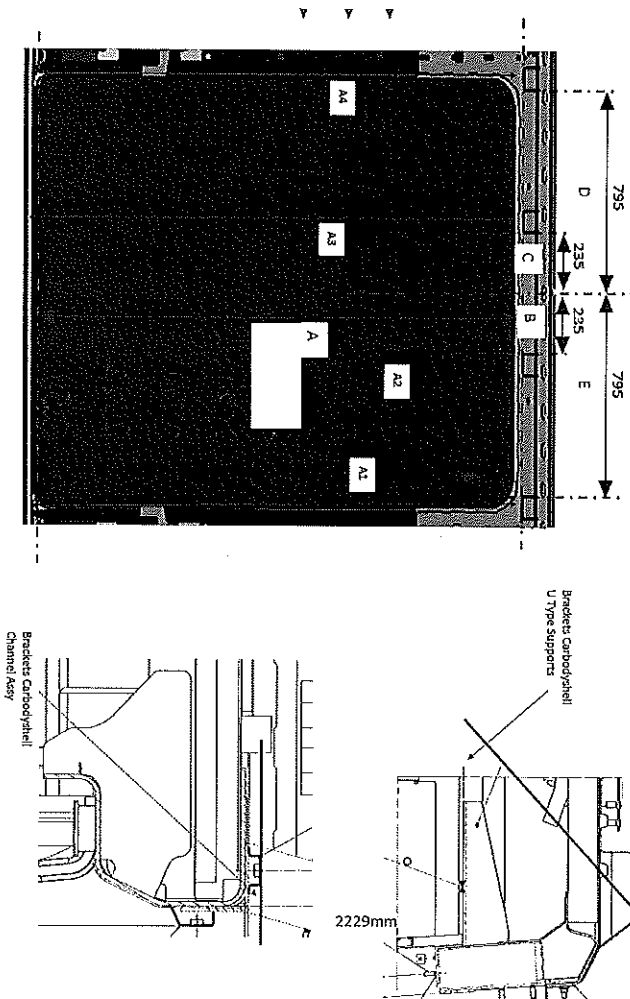 795
795
D
E
235
235
C
B
A4
A3
A
A2
A1
Brackets Carbodyshell
U Type Supports
2229mm
Brackets Carbodyshell
Channel Assy